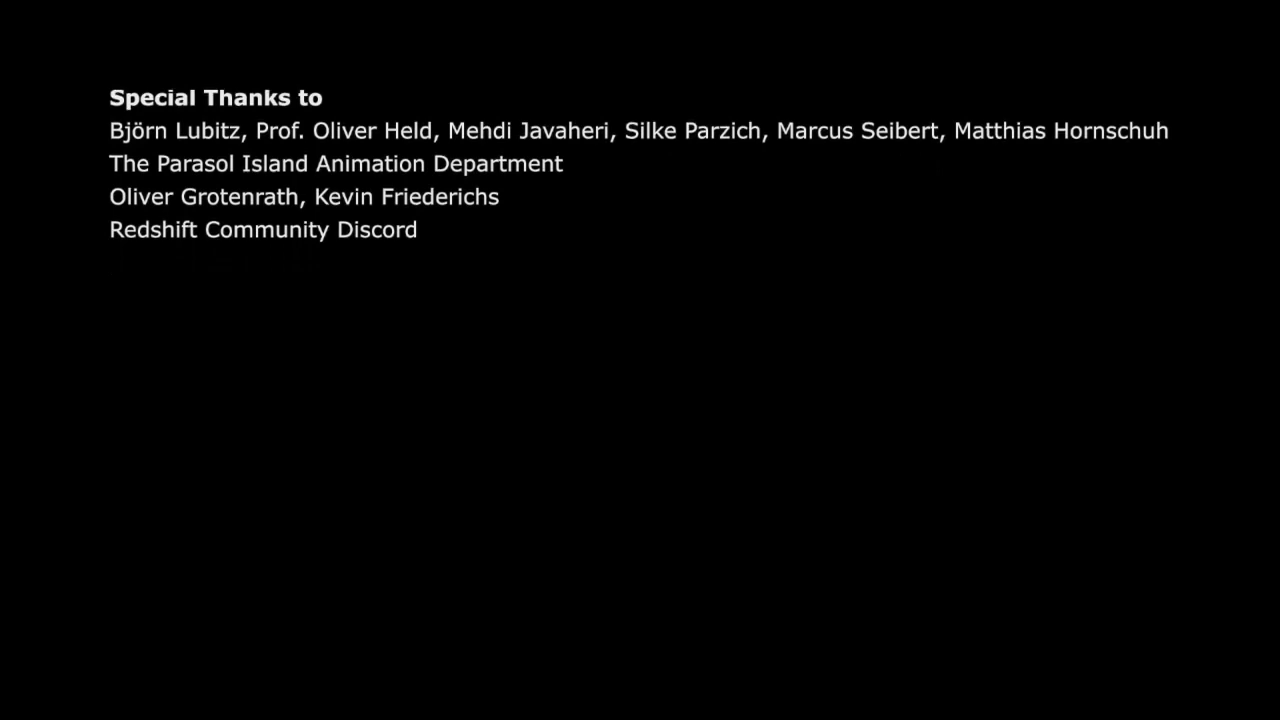 Special Thanks to
Björn Lubitz, Prof. Oliver Held, Mehdi Javaheri, Silke Parzich, Marcus Seibert, Matthias Hornschuh
The Parasol Island Animation Department
Oliver Grotenrath, Kevin Friederichs
Redshift Community Discord